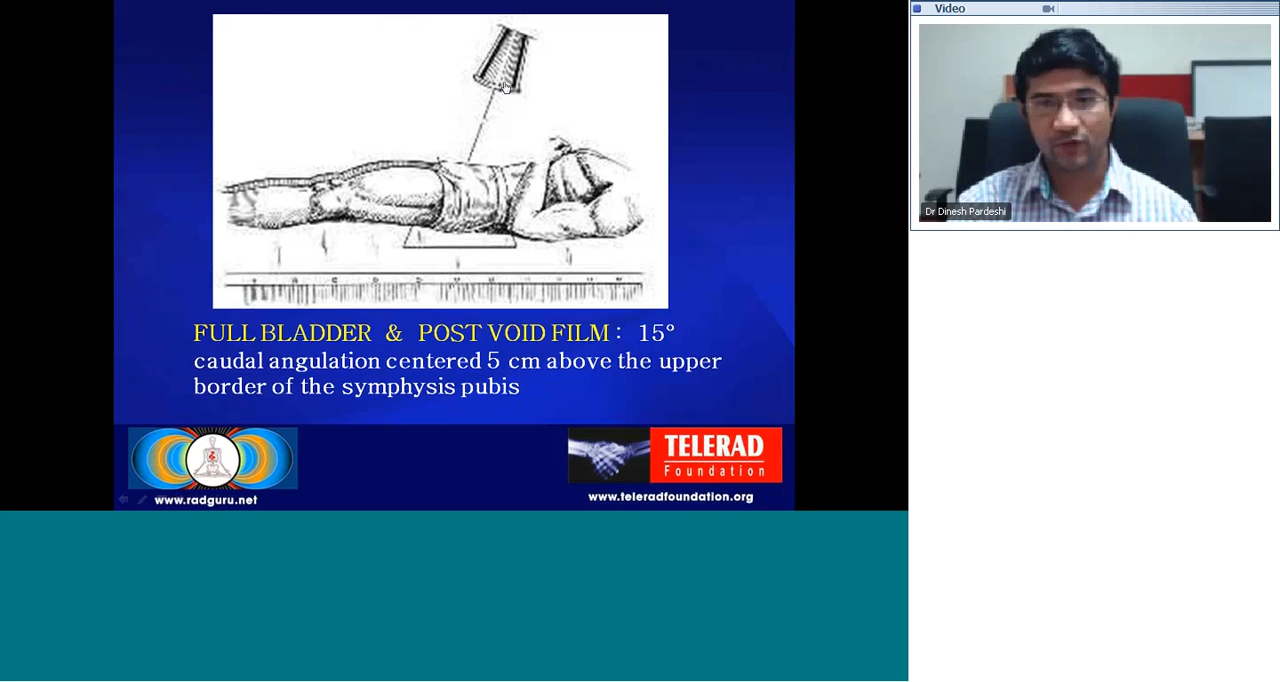 Video
Dr Dinesh Pardeshi
FULL BLADDER & POST VOID FILM : 15°
caudal angulation centered 5 cm above the upper
border of the symphysis pubis
TELERAD
Foundation
www.radguru.net
www.teleradfoundation.org